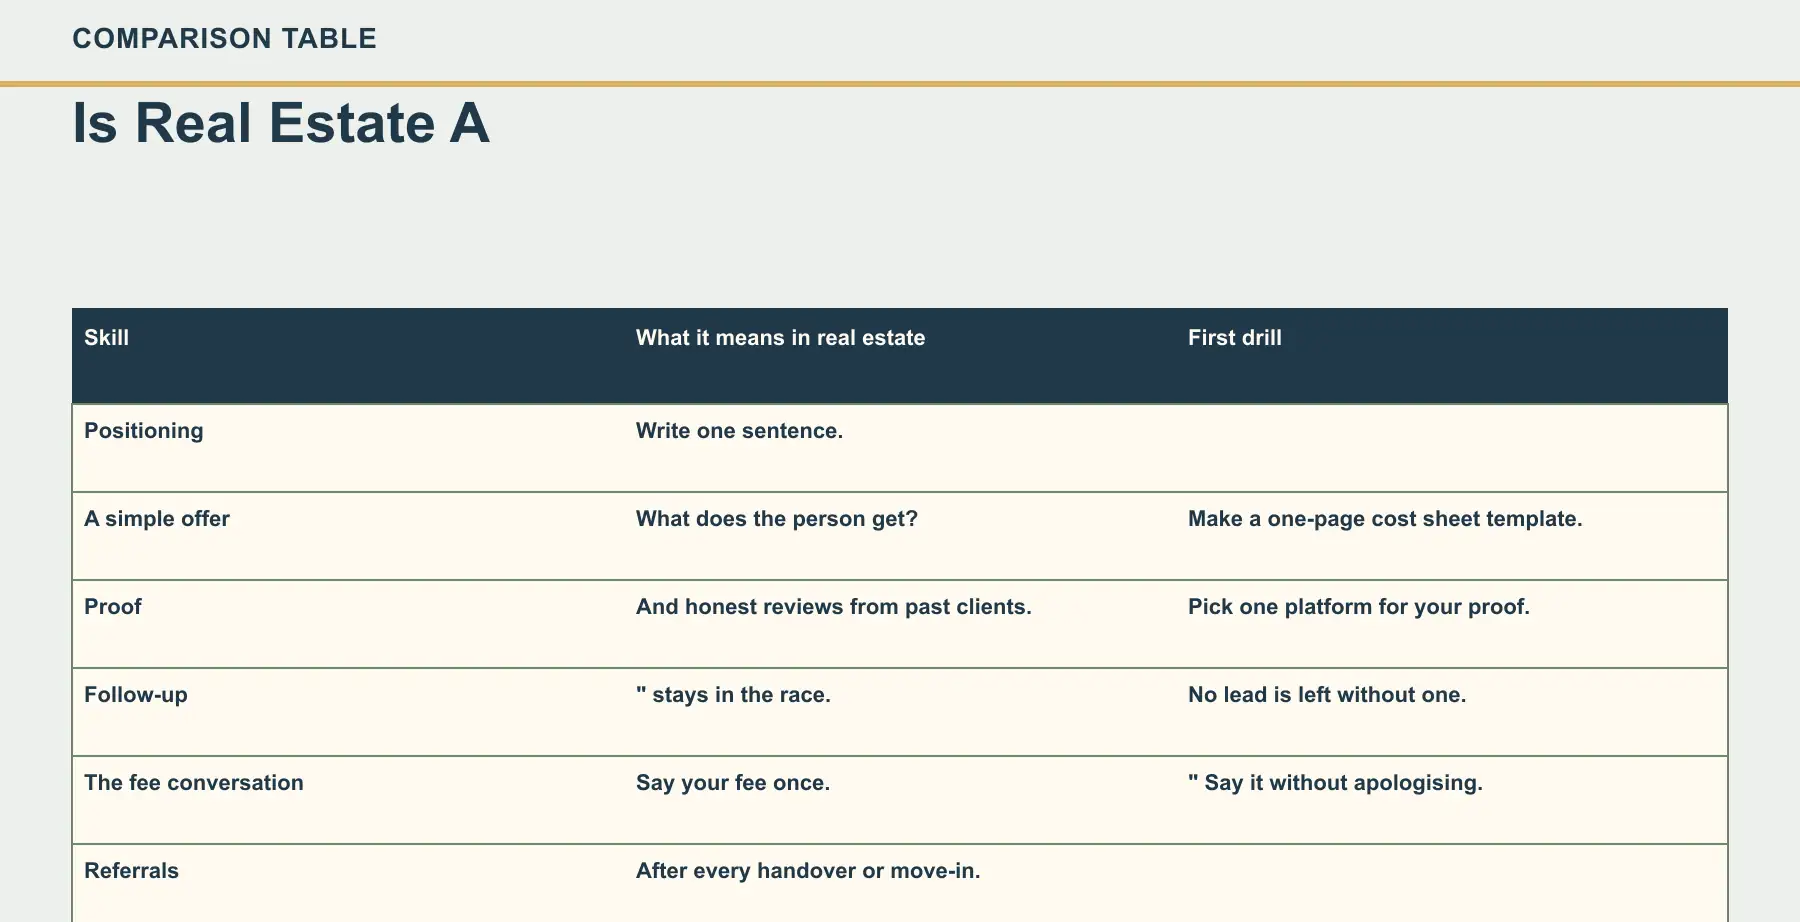 COMPARISON TABLE
Is Real Estate A
Skill What it means in real estate First drill
Positioning Write one sentence.
A simple offer What does the person get? Make a one-page cost sheet template.
Proof And honest reviews from past clients. Pick one platform for your proof.
Follow-up " stays in the race. No lead is left without one.
The fee conversation Say your fee once. " Say it without apologising.
Referrals After every handover or move-in.